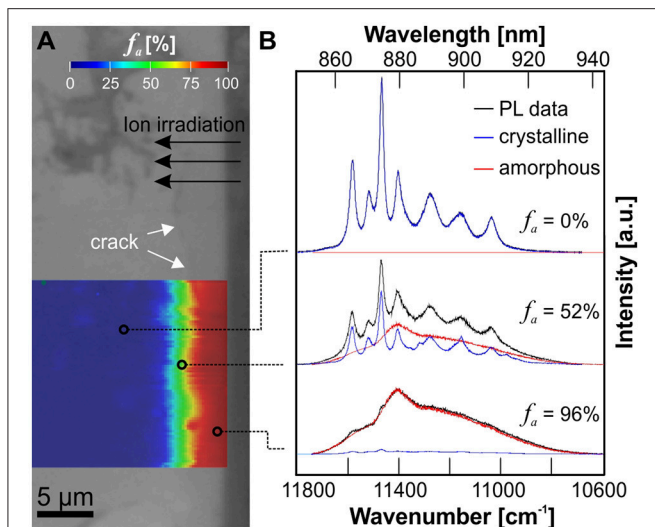 A
f_a [%]
0 25 50 75 100
Ion irradiation
crack
5 μm
B
Wavelength [nm]
860 880 900 920 940
PL data
crystalline
amorphous
f_a = 0%
f_a = 52%
f_a = 96%
Intensity [a.u.]
11800 11400 11000 10600
Wavenumber [cm⁻¹]